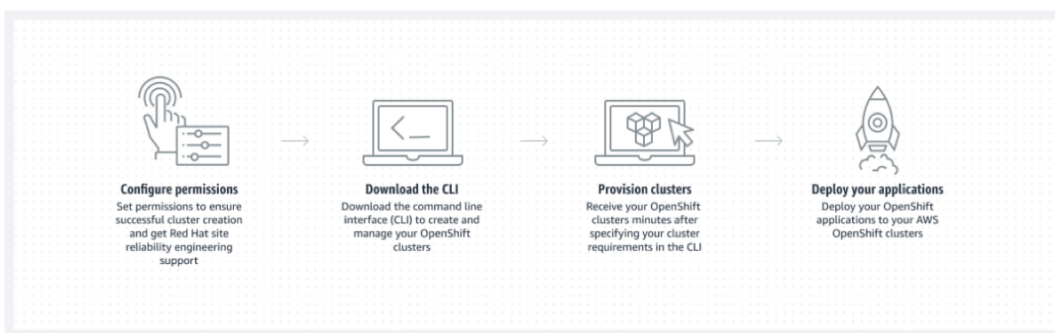 Configure permissions
Set permissions to ensure
successful cluster creation
and get Red Hat site
reliability engineering
support
Download the CLI
Download the command line
interface (CLI) to create and
manage your OpenShift
clusters
Provision clusters
Receive your OpenShift
clusters minutes after
specifying your cluster
requirements in the CLI
Deploy your applications
Deploy your OpenShift
applications to your AWS
OpenShift clusters